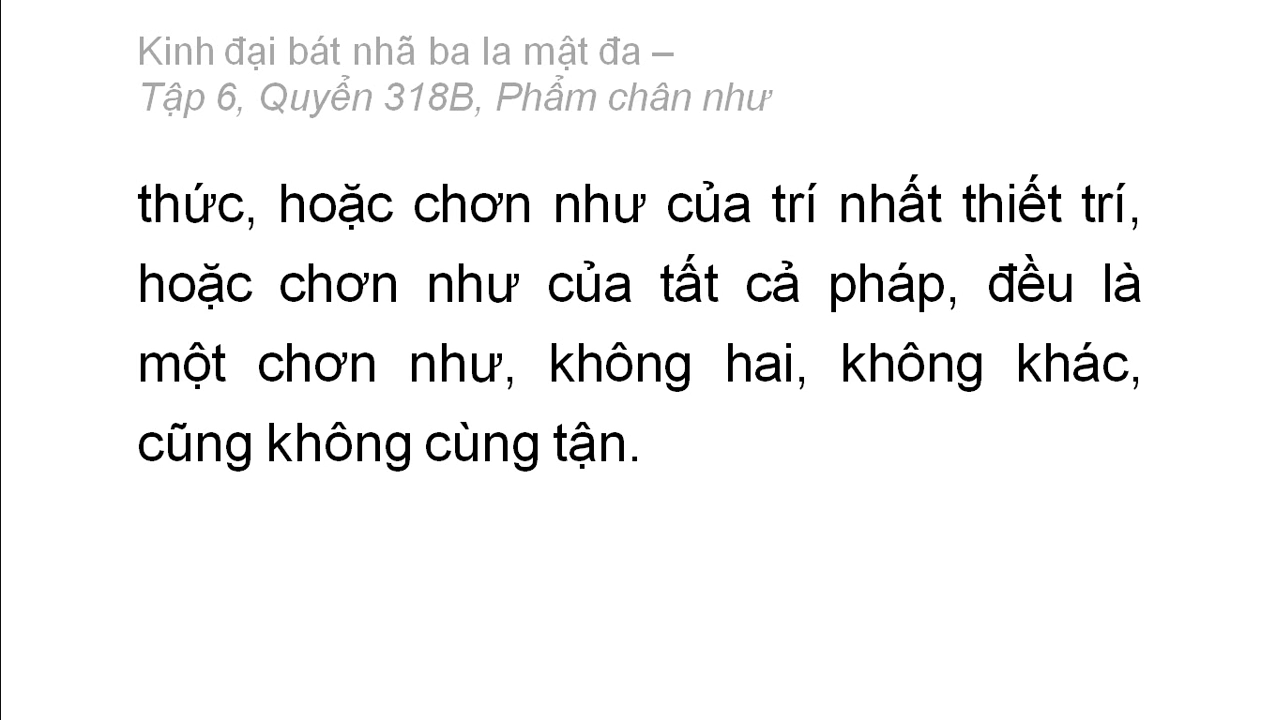 Kinh đại bát nhã ba la mật đa –
Tập 6, Quyển 318B, Phẩm chân như
thức, hoặc chơn như của trí nhất thiết trí,
hoặc chơn như của tất cả pháp, đều là
một chơn như, không hai, không khác,
cũng không cùng tận.